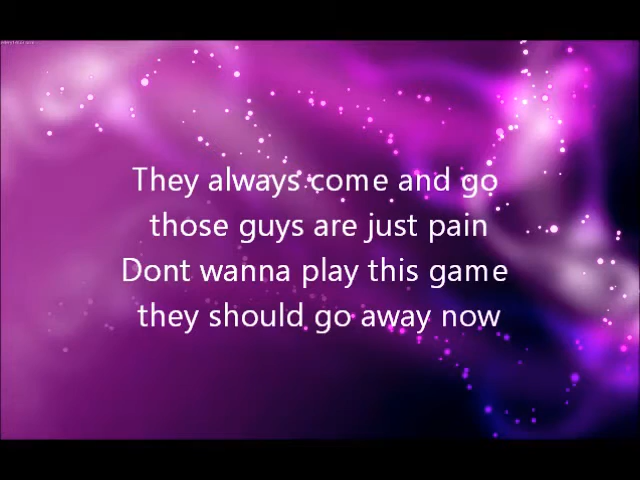 They always come and go
those guys are just pain
Dont wanna play this game
they should go away now